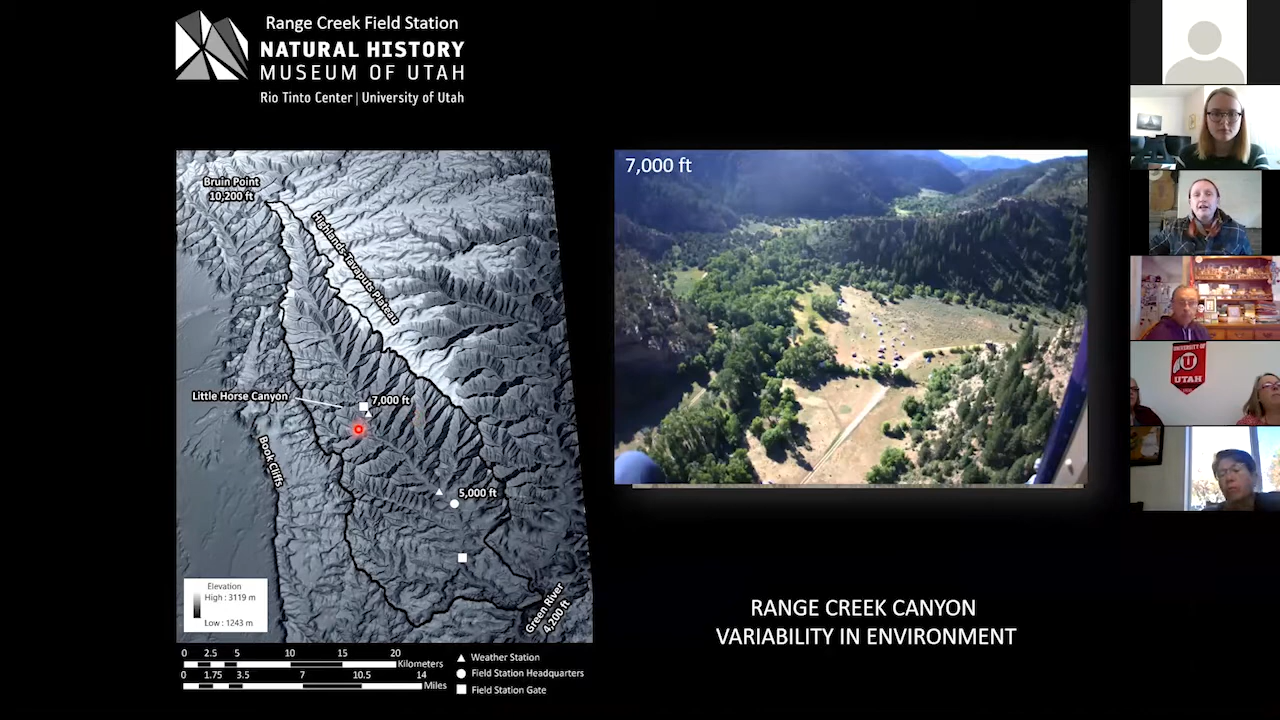 Range Creek Field Station
NATURAL HISTORY
MUSEUM OF UTAH
Rio Tinto Center | University of Utah
Bruin Point
10,200 ft
Highlands-Tavaputs Plateau
Little Horse Canyon
7,000 ft
Book Cliffs
5,000 ft
Green River
4,200 ft
Elevation
High : 3119 m
Low : 1243 m
0 2.5 5 10 15 20
Kilometers
0 1.75 3.5 7 10.5 14
Miles
Weather Station
Field Station Headquarters
Field Station Gate
7,000 ft
RANGE CREEK CANYON
VARIABILITY IN ENVIRONMENT
UNIVERSITY OF
U
UTAH